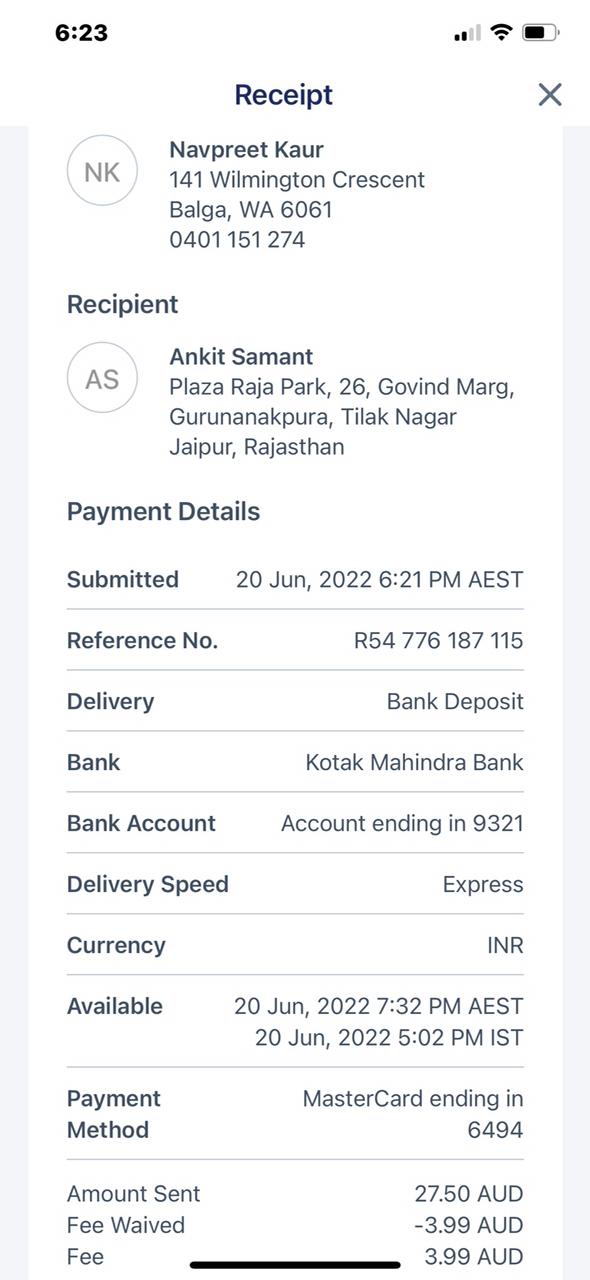 6:23
Receipt
NK
Navpreet Kaur
141 Wilmington Crescent
Balga, WA 6061
0401 151 274
Recipient
AS
Ankit Samant
Plaza Raja Park, 26, Govind Marg,
Gurunanakpura, Tilak Nagar
Jaipur, Rajasthan
Payment Details
Submitted 20 Jun, 2022 6:21 PM AEST
Reference No. R54 776 187 115
Delivery Bank Deposit
Bank Kotak Mahindra Bank
Bank Account Account ending in 9321
Delivery Speed Express
Currency INR
Available 20 Jun, 2022 7:32 PM AEST
20 Jun, 2022 5:02 PM IST
Payment MasterCard ending in
Method 6494
Amount Sent 27.50 AUD
Fee Waived -3.99 AUD
Fee 3.99 AUD